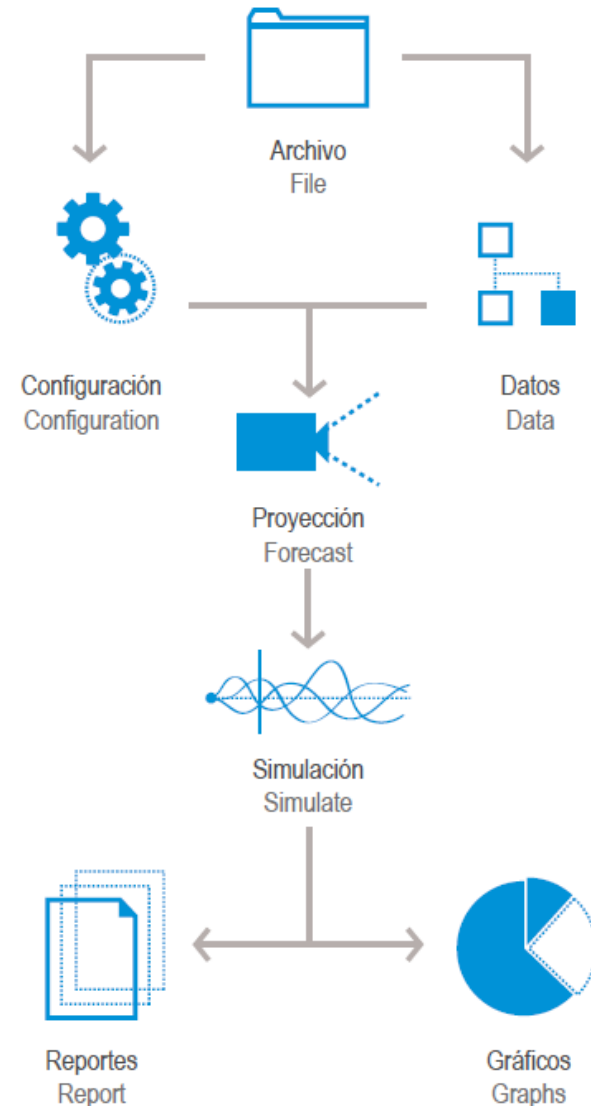 Archivo
File
Configuración
Configuration
Datos
Data
Proyección
Forecast
Simulación
Simulate
Reportes
Report
Gráficos
Graphs